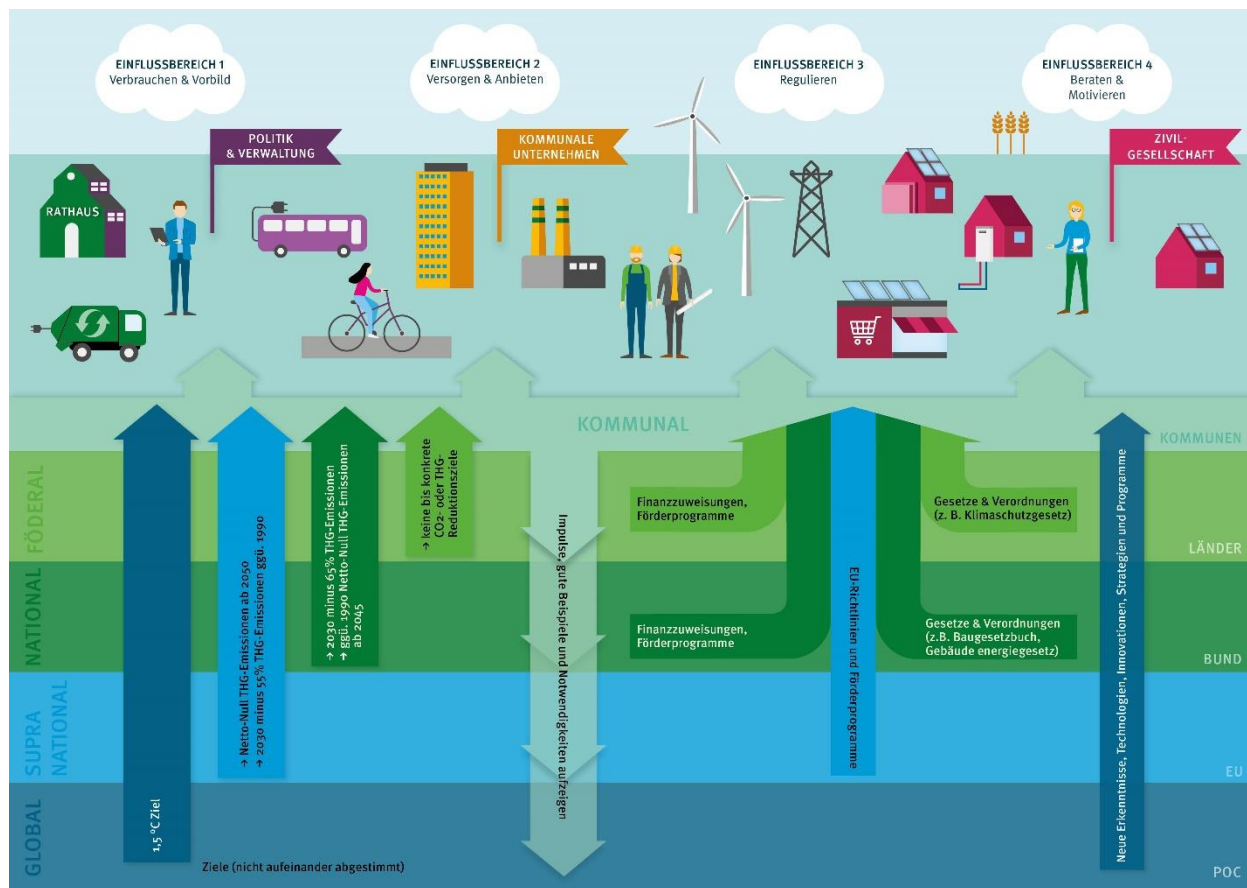 EINFLUSSBEREICH 1
Verbrauchen & Vorbild
EINFLUSSBEREICH 2
Versorgen & Anbieten
EINFLUSSBEREICH 3
Regulieren
EINFLUSSBEREICH 4
Beraten &
Motivieren
POLITIK
& VERWALTUNG
KOMMUNALE
UNTERNEHMEN
ZIVIL-
GESELLSCHAFT
RATHAUS
KOMMUNAL
KOMMUNEN
FÖDERAL
LÄNDER
NATIONAL
BUND
SUPRA
NATIONAL
EU
GLOBAL
POC
1,5 °C Ziel
→ Netto-Null THG-Emissionen ab 2050
→ 2030 minus 55% THG-Emissionen ggü. 1990
→ 2030 minus 65% THG-Emissionen
→ ggü. 1990 Netto-Null THG-Emissionen
ab 2045
→ keine bis konkrete
CO2- oder THG-
Reduktionsziele
Impulse, gute Beispiele und Notwendigkeiten aufzeigen
Finanzzuweisungen,
Förderprogramme
Gesetze & Verordnungen
(z. B. Klimaschutzgesetz)
Finanzzuweisungen,
Förderprogramme
EU-Richtlinien und Förderprogramme
Gesetze & Verordnungen
(z.B. Baugesetzbuch,
Gebäude energiegesetz)
Neue Erkenntnisse, Technologien, Innovationen, Strategien und Programme
Ziele (nicht aufeinander abgestimmt)